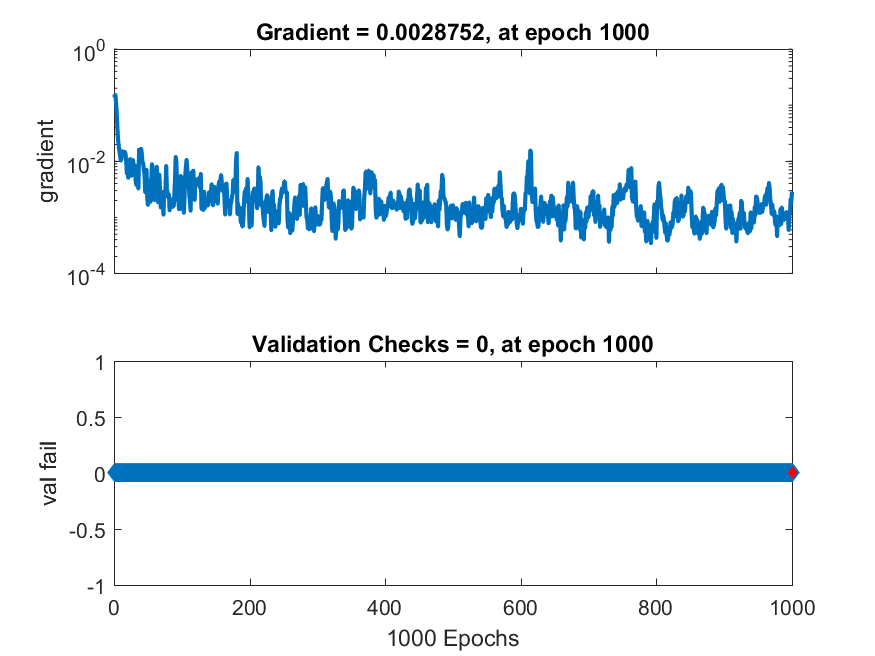 Gradient = 0.0028752, at epoch 1000
10^0
10^-2
10^-4
gradient
Validation Checks = 0, at epoch 1000
1
0.5
0
-0.5
-1
val fail
0 200 400 600 800 1000
1000 Epochs